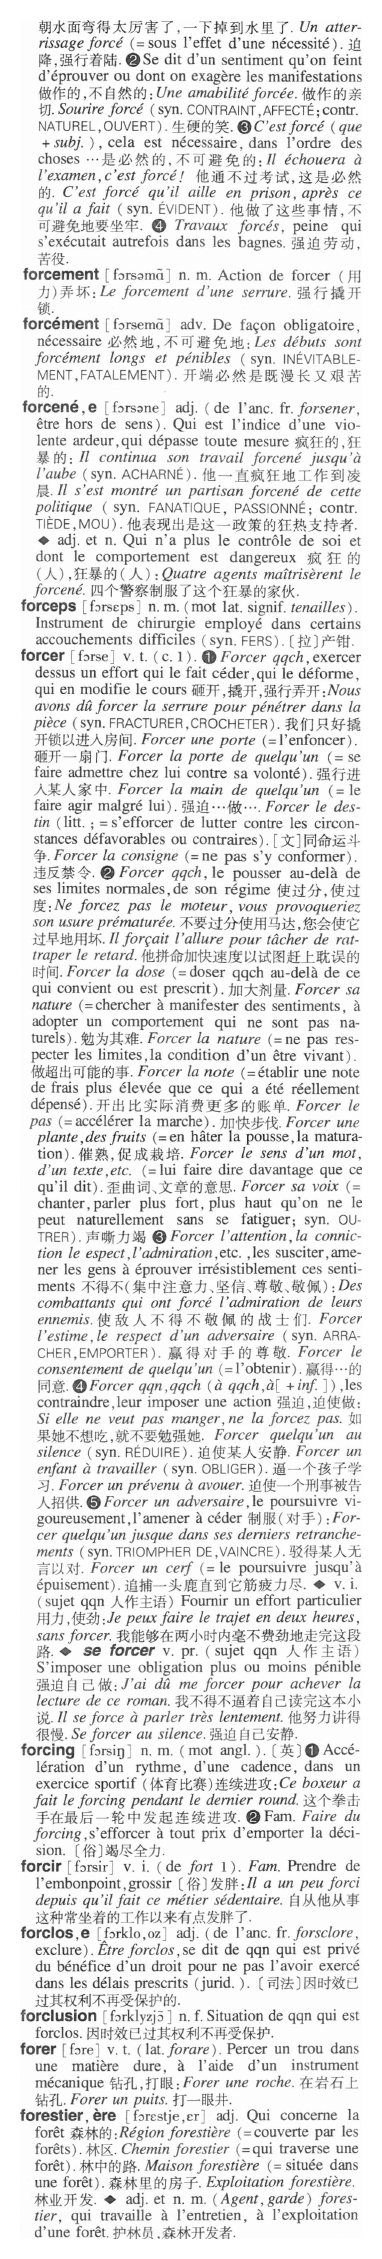 朝水面弯得太厉害了,一下掉到水里了. Un atter-
rissage forcé (=sous l'effet d'une nécessité). 迫
降,强行着陆. ❷ Se dit d'un sentiment qu'on feint
d'éprouver ou dont on exagère les manifestations
做作的,不自然的:Une amabilité forcée. 做作的亲
切. Sourire forcé (syn. CONTRAINT,AFFECTÉ;contr.
NATUREL,OUVERT). 生硬的笑. ❸ C'est forcé (que
+ subj.), cela est nécessaire, dans l'ordre des
choses …是必然的,不可避免的:Il échouera à
l'examen,c'est forcé! 他通不过考试,这是必然
的. C'est forcé qu'il aille en prison, après ce
qu'il a fait (syn. ÉVIDENT). 他做了这些事情,不
可避免地要坐牢. ❹ Travaux forcés, peine qui
s'exécutait autrefois dans les bagnes. 强迫劳动,
苦役.
forcement [fɔrsəmɑ̃] n. m. Action de forcer (用
力)弄坏:Le forcement d'une serrure. 强行撬开
锁.
forcément [fɔrsemɑ̃] adv. De façon obligatoire,
nécessaire 必然地,不可避免地:Les débuts sont
forcément longs et pénibles (syn. INÉVITABLE-
MENT,FATALEMENT). 开端必然是既漫长又艰苦
的.
forcené,e [fɔrsəne] adj. (de l'anc. fr. forsener,
être hors de sens). Qui est l'indice d'une vio-
lente ardeur,qui dépasse toute mesure 疯狂的,狂
暴的:Il continua son travail forcené jusqu'à
l'aube (syn. ACHARNÉ). 他一直疯狂地工作到凌
晨. Il s'est montré un partisan forcené de cette
politique (syn. FANATIQUE, PASSIONNÉ; contr.
TIÈDE,MOU). 他表现出是这一政策的狂热支持者.
◆ adj. et n. Qui n'a plus le contrôle de soi et
dont le comportement est dangereux 疯狂的
(人),狂暴的(人):Quatre agents maîtrisèrent le
forcené. 四个警察制服了这个狂暴的家伙.
forceps [fɔrsɛps] n. m. (mot lat. signif. tenailles).
Instrument de chirurgie employé dans certains
accouchements difficiles (syn. FERS).〔拉〕产钳.
forcer [fɔrse] v. t. (c. 1). ❶ Forcer qqch, exercer
dessus un effort qui le fait céder,qui le déforme,
qui en modifie le cours 砸开,撬开,强行弄开:Nous
avons dû forcer la serrure pour pénétrer dans la
pièce (syn. FRACTURER,CROCHETER). 我们只好撬
开锁以进入房间. Forcer une porte (=l'enfoncer).
砸开一扇门. Forcer la porte de quelqu'un (=se
faire admettre chez lui contre sa volonté). 强行进
入某人家中. Forcer la main de quelqu'un (=le
faire agir malgré lui). 强迫…做…. Forcer le des-
tin (litt. ; =s'efforcer de lutter contre les circon-
stances défavorables ou contraires). [文]同命运斗
争. Forcer la consigne (=ne pas s'y conformer).
违反禁令. ❷ Forcer qqch, le pousser au-delà de
ses limites normales, de son régime 使过分,使过
度:Ne forcez pas le moteur, vous provoqueriez
son usure prématurée. 不要过分使用马达,您会使它
过早地用坏. Il forçait l'allure pour tâcher de rat-
traper le retard. 他拼命加快速度以试图赶上耽误的
时间. Forcer la dose (=doser qqch au-delà de ce
qui convient ou est prescrit). 加大剂量. Forcer sa
nature (=chercher à manifester des sentiments, à
adopter un comportement qui ne sont pas na-
turels). 勉为其难. Forcer la nature (=ne pas res-
pecter les limites,la condition d'un être vivant).
做超出可能的事. Forcer la note (=établir une note
de frais plus élevée que ce qui a été réellement
dépensé). 开出比实际消费更多的账单. Forcer le
pas (=accélérer la marche). 加快步伐. Forcer une
plante,des fruits (=en hâter la pousse,la matura-
tion). 催熟,促成栽培. Forcer le sens d'un mot,
d'un texte,etc. (=lui faire dire davantage que ce
qu'il dit). 歪曲词、文章的意思. Forcer sa voix (=
chanter,parler plus fort, plus haut qu'on ne le
peut naturellement sans se fatiguer; syn. OU-
TRER). 声嘶力竭 ❸ Forcer l'attention, la convic-
tion le espect,l'admiration,etc. ,les susciter,ame-
ner les gens à éprouver irrésistiblement ces senti-
ments 不得不(集中注意力、坚信、尊敬、敬佩):Des
combattants qui ont forcé l'admiration de leurs
ennemis. 使敌人不得不敬佩的战士们. Forcer
l'estime,le respect d'un adversaire (syn. ARRA-
CHER,EMPORTER). 赢得对手的尊敬. Forcer le
consentement de quelqu'un (=l'obtenir). 赢得…的
同意. ❹ Forcer qqn,qqch (à qqch,à[ +inf. ]),les
contraindre,leur imposer une action 强迫,迫使做:
Si elle ne veut pas manger,ne la forcez pas. 如
果她不想吃,就不要勉强她. Forcer quelqu'un au
silence (syn. RÉDUIRE). 迫使某人安静. Forcer un
enfant à travailler (syn. OBLIGER). 逼一个孩子学
习. Forcer un prévenu à avouer. 迫使一个刑事被告
人招供. ❺ Forcer un adversaire, le poursuivre vi-
goureusement,l'amener à céder 制服(对手):For-
cer quelqu'un jusque dans ses derniers retranche-
ments (syn. TRIOMPHER DE,VAINCRE). 驳得某人无
言以对. Forcer un cerf (=le poursuivre jusqu'à
épuisement). 追捕一头鹿直到它筋疲力尽. ◆ v. i.
(sujet qqn 人作主语) Fournir un effort particulier
用力,使劲:Je peux faire le trajet en deux heures,
sans forcer. 我能够在两小时内毫不费劲地走完这段
路. ◆ se forcer v. pr. (sujet qqn 人作主语)
S'imposer une obligation plus ou moins pénible
强迫自己做:J'ai dû me forcer pour achever la
lecture de ce roman. 我不得不逼着自己读完这本小
说. Il se force à parler très lentement. 他努力讲得
很慢. Se forcer au silence. 强迫自己安静.
forcing [fɔrsiŋ] n. m. (mot angl. ). [英]❶ Accé-
lération d'un rythme, d'une cadence, dans un
exercice sportif (体育比赛)连续进攻:Ce boxeur a
fait le forcing pendant le dernier round. 这个拳击
手在最后一轮中发起连续进攻. ❷ Fam. Faire du
forcing,s'efforcer à tout prix d'emporter la déci-
sion. 〔俗〕竭尽全力.
forcir [fɔrsir] v. i. (de fort 1). Fam. Prendre de
l'embonpoint,grossir〔俗〕发胖:Il a un peu forci
depuis qu'il fait ce métier sédentaire. 自从他从事
这种常坐着的工作以来有点发胖了.
forclos,e [fɔrklo,oz] adj. (de l'anc. fr. forsclore,
exclure). Être forclos,se dit de qqn qui est privé
du bénéfice d'un droit pour ne pas l'avoir exercé
dans les délais prescrits (jurid. ). 〔司法〕因时效已
过其权利不再受保护的.
forclusion [fɔrklyzjɔ̃] n. f. Situation de qqn qui est
forclos. 因时效已过其权利不再受保护.
forer [fɔre] v. t. (lat. forare). Percer un trou dans
une matière dure, à l'aide d'un instrument
mécanique 钻孔,打眼:Forer une roche. 在岩石上
钻孔. Forer un puits. 打一眼井.
forestier, ère [fɔrɛstje,ɛr] adj. Qui concerne la
forêt 森林的:Région forestière (=couverte par les
forêts). 林区. Chemin forestier (=qui traverse une
forêt). 林中的路. Maison forestière (=située dans
une forêt). 森林里的房子. Exploitation forestière.
林业开发. ◆ adj. et n. m. (Agent, garde) fores-
tier, qui travaille à l'entretien, à l'exploitation
d'une forêt. 护林员,森林开发者.